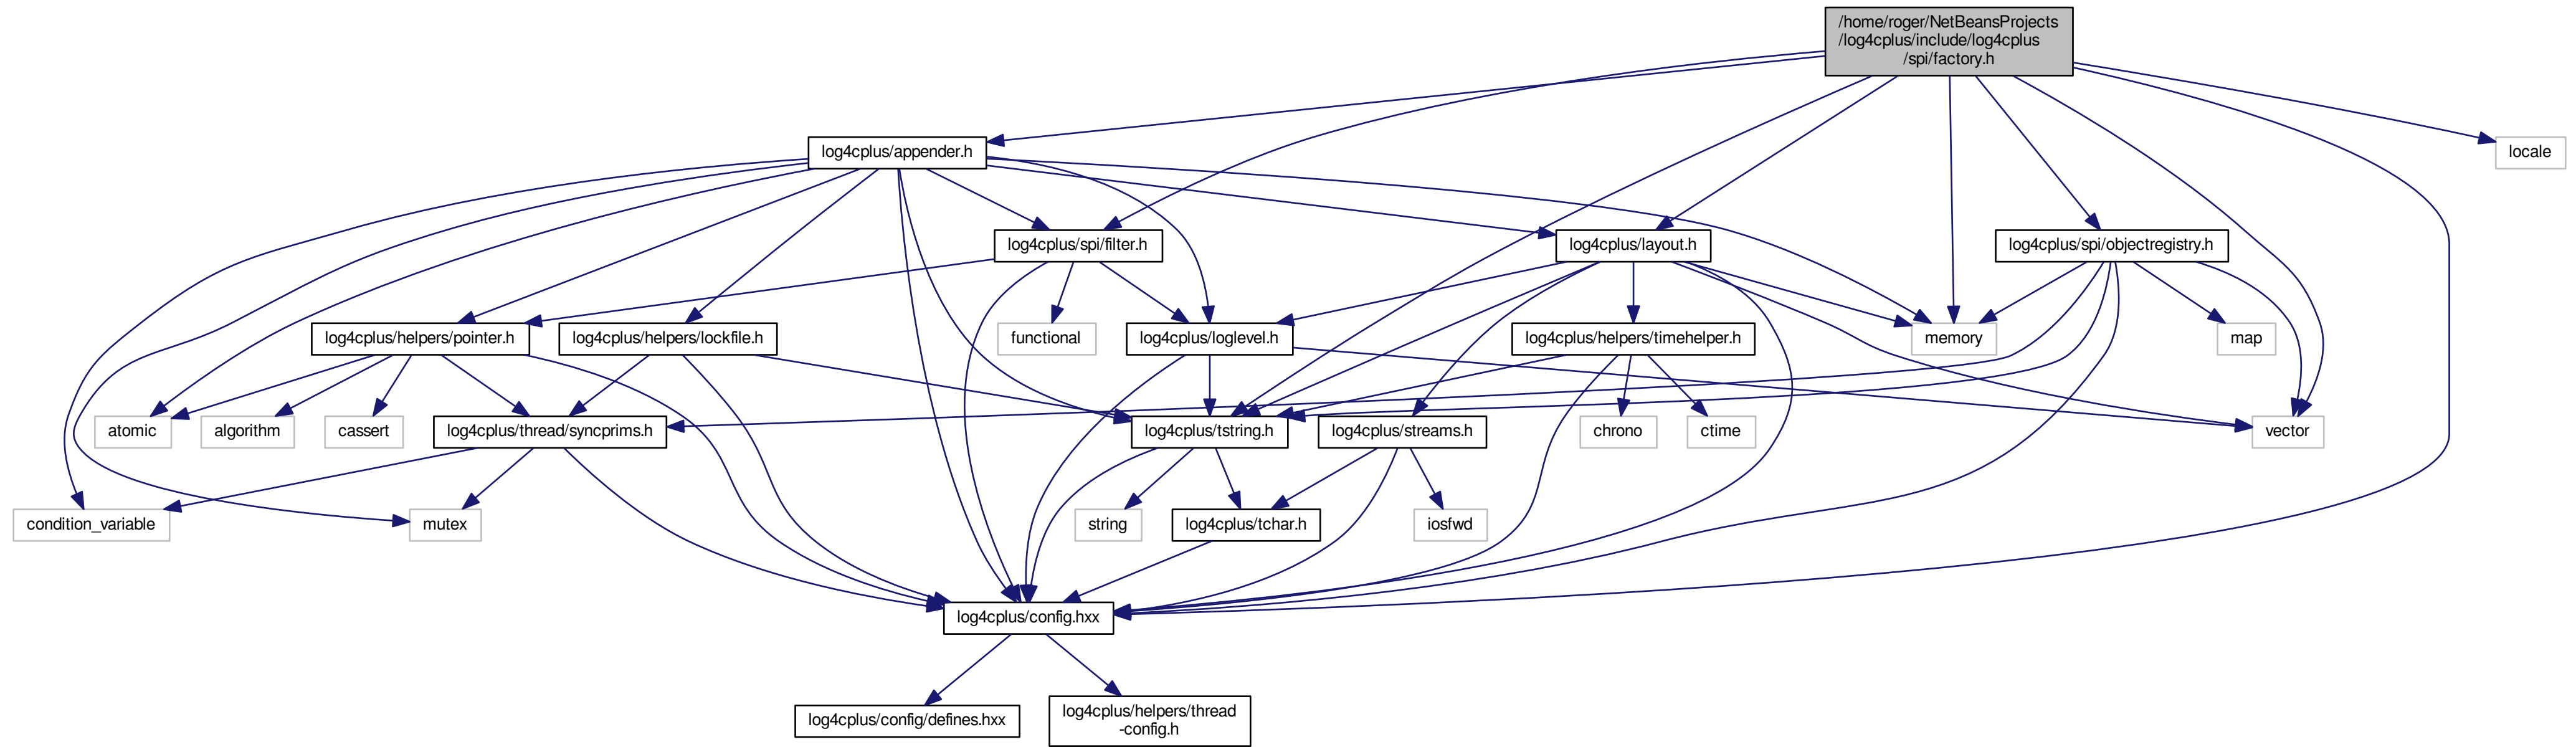 /home/roger/NetBeansProjects
/log4cplus/include/log4cplus
/spi/factory.h
log4cplus/appender.h
locale
log4cplus/spi/filter.h
log4cplus/layout.h
log4cplus/spi/objectregistry.h
log4cplus/helpers/pointer.h
log4cplus/helpers/lockfile.h
functional
log4cplus/loglevel.h
log4cplus/helpers/timehelper.h
memory
map
atomic
algorithm
cassert
log4cplus/thread/syncprims.h
log4cplus/tstring.h
log4cplus/streams.h
chrono
ctime
vector
condition_variable
mutex
string
log4cplus/tchar.h
iosfwd
log4cplus/config.hxx
log4cplus/config/defines.hxx
log4cplus/helpers/thread
-config.h